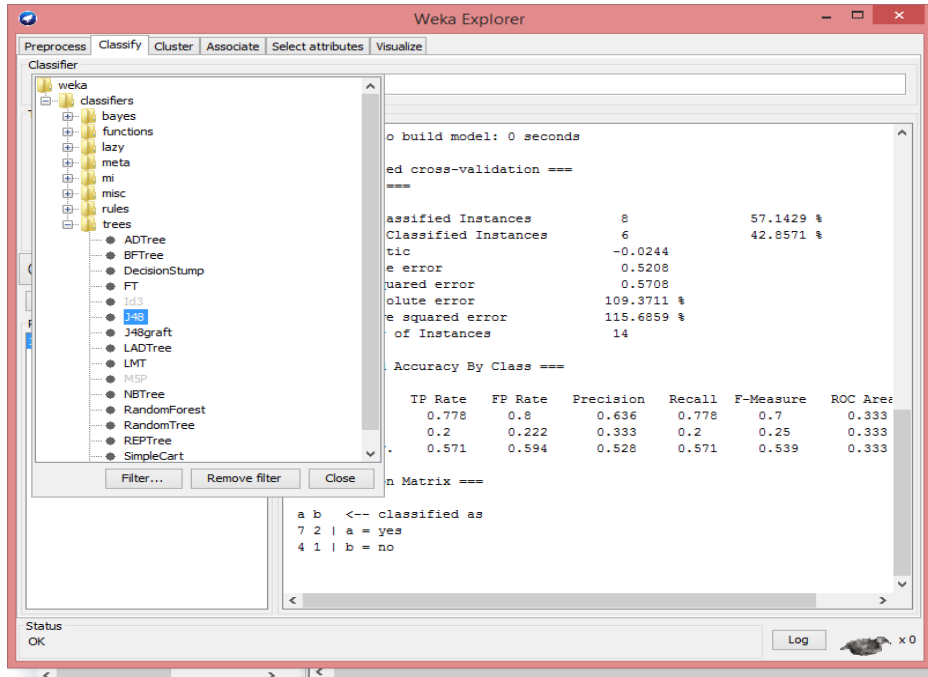 Weka Explorer
Preprocess Classify Cluster Associate Select attributes Visualize
Classifier
weka
classifiers
bayes
functions
lazy
meta
mi
misc
rules
trees
ADTree
BFTree
DecisionStump
FT
Id3
J48
J48graft
LADTree
LMT
M5P
NBTree
RandomForest
RandomTree
REPTree
SimpleCart
Filter... Remove filter Close
o build model: 0 seconds
ed cross-validation ===
===
assified Instances 8 57.1429 %
Classified Instances 6 42.8571 %
tic -0.0244
e error 0.5208
uared error 0.5708
olute error 109.3711 %
e squared error 115.6859 %
of Instances 14
Accuracy By Class ===
TP Rate FP Rate Precision Recall F-Measure ROC Area
0.778 0.8 0.636 0.778 0.7 0.333
0.2 0.222 0.333 0.2 0.25 0.333
. 0.571 0.594 0.528 0.571 0.539 0.333
n Matrix ===
a b <-- classified as
7 2 | a = yes
4 1 | b = no
Status
OK
Log
x 0